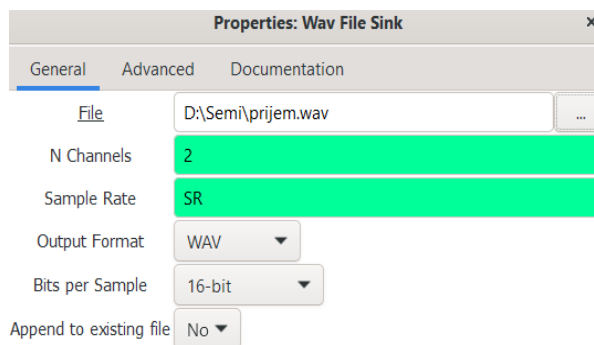 Properties: Wav File Sink ×
General Advanced Documentation
File D:\Semi\prijem.wav ...
N Channels 2
Sample Rate SR
Output Format WAV
Bits per Sample 16-bit
Append to existing file No